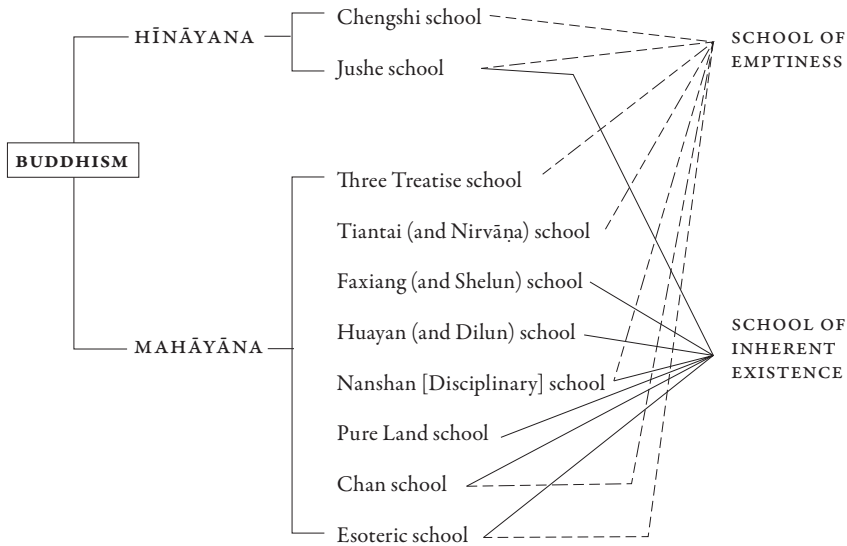 Chengshi school
HĪNĀYANA
Jushe school
SCHOOL OF
EMPTINESS
BUDDHISM
Three Treatise school
Tiantai (and Nirvāṇa) school
Faxiang (and Shelun) school
Huayan (and Dilun) school
MAHĀYĀNA
Nanshan [Disciplinary] school
Pure Land school
Chan school
Esoteric school
SCHOOL OF
INHERENT
EXISTENCE